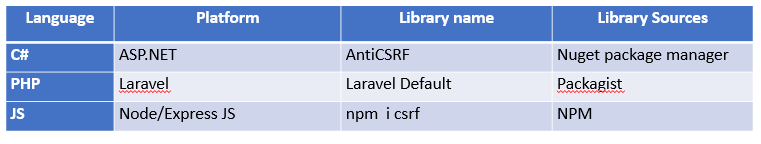 Language Platform Library name Library Sources
C# ASP.NET AntiCSRF Nuget package manager
PHP Laravel Laravel Default Packagist
JS Node/Express JS npm i csrf NPM